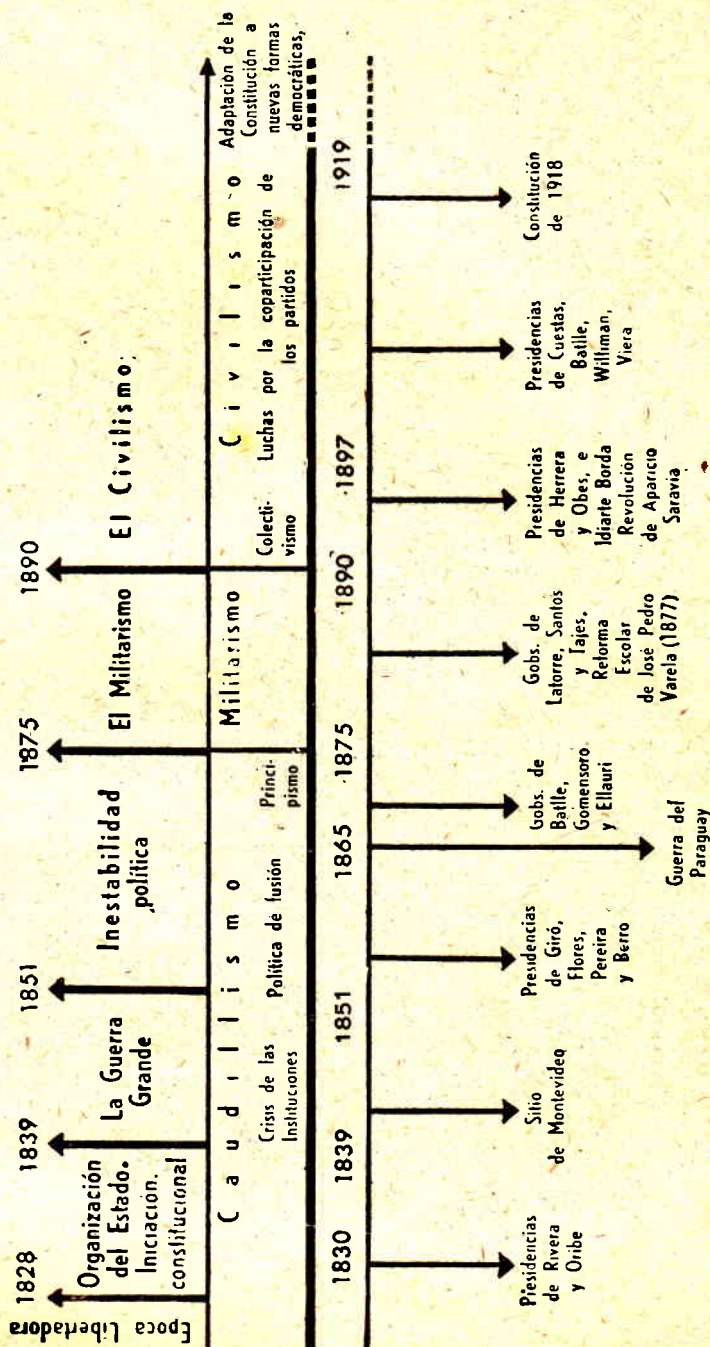 Epoca Libertadora
1828
1839
1851
1875
1890
Organización
del Estado.
Iniciación.
constitucional
La Guerra
Grande
Inestabilidad
política
El Militarismo
El Civilismo
Caudillismo
Militarismo
Civilismo
Crisis de las
Instituciones
Política de fusión
Princi-
pismo
Colecti-
vismo
Luchas por la coparticipación de
los partidos
Adaptación de la
Constitución a
nuevas formas
democráticas,
1830
1839
1851
1865
1875
1890
1897
1919
Presidencias
de Rivera
y Oribe
Sitio
de Montevideo
Presidencias
de Giró,
Flores,
Pereira
y Berro
Guerra del
Paraguay
Gobs. de
Batlle,
Gomensoro
y Ellauri
Gobs. de
Latorre, Santos
y Tajes,
Reforma
Escolar
de José Pedro
Varela (1877)
Presidencias
de Herrera
y Obes, e
Idiarte Borda
Revolución
de Aparicio
Saravia
Presidencias
de Cuestas,
Batlle,
Williman,
Viera
Constitución
de 1918